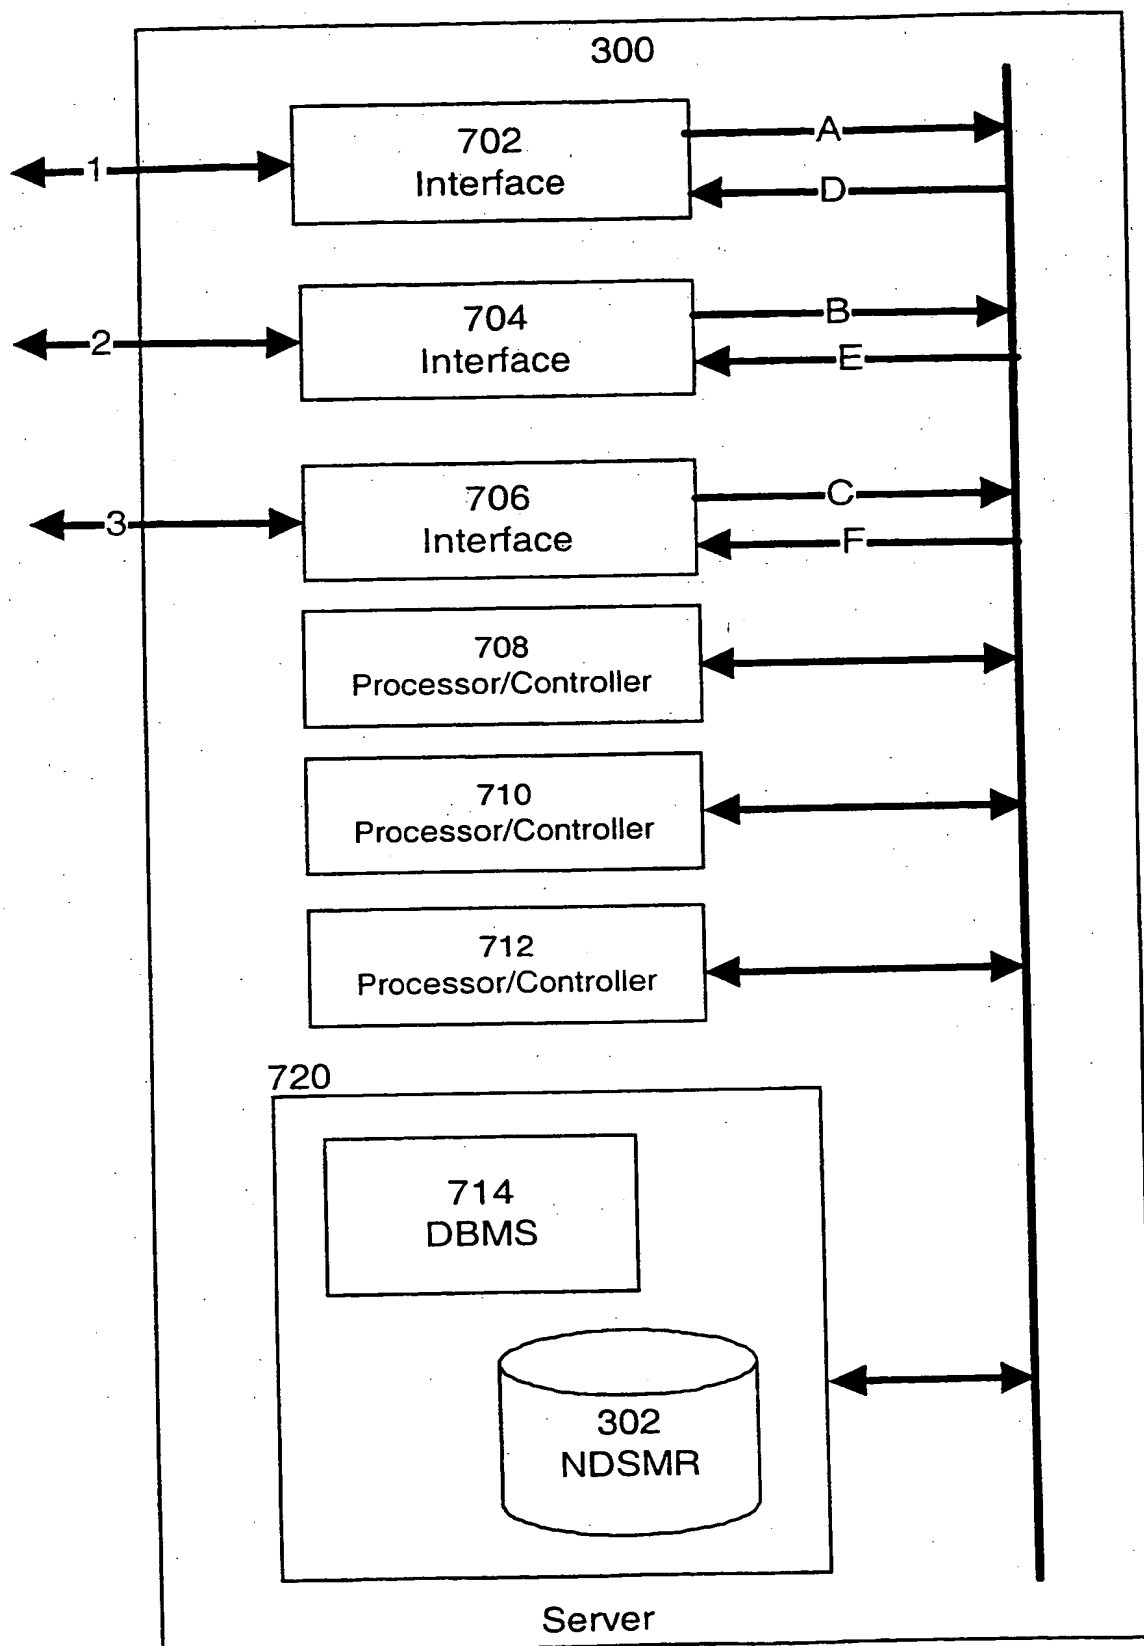 300
702
Interface
1
A
D
704
Interface
2
B
E
706
Interface
3
C
F
708
Processor/Controller
710
Processor/Controller
712
Processor/Controller
720
714
DBMS
302
NDSMR
Server